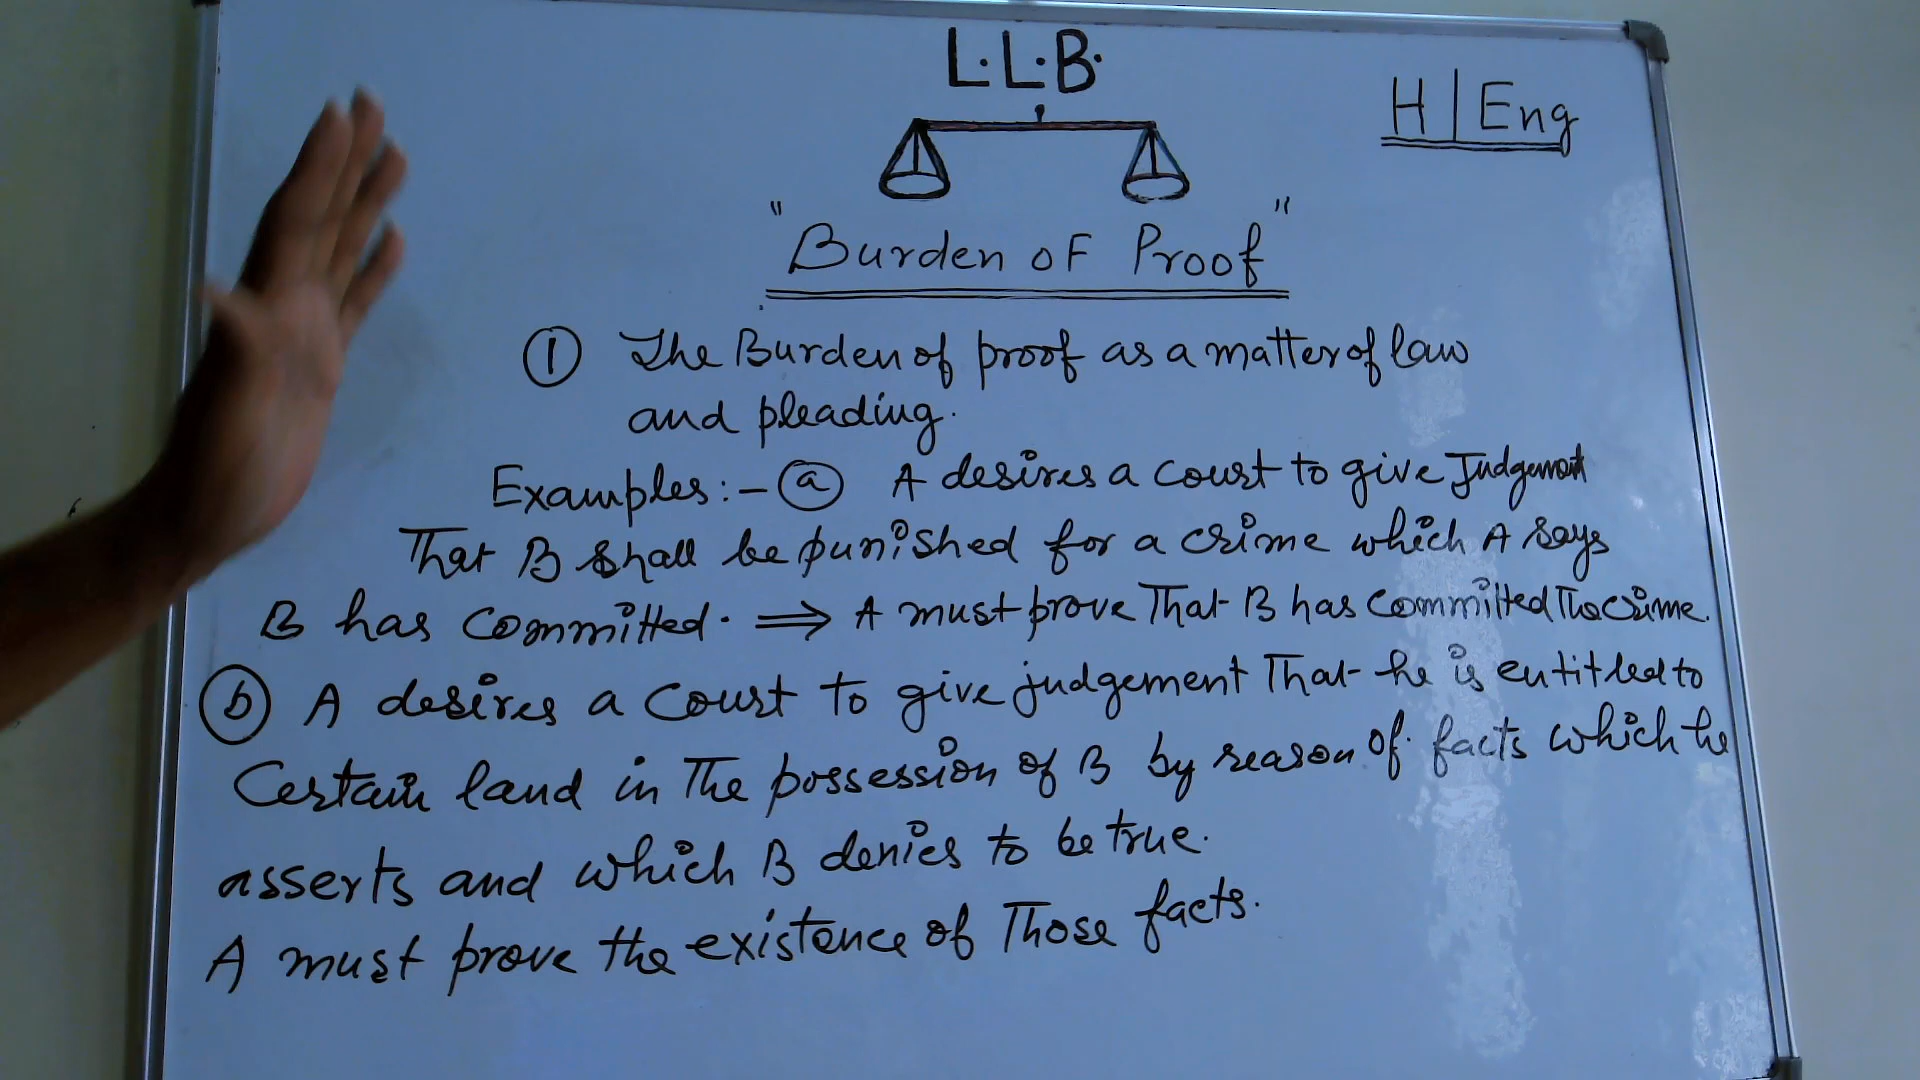 L.L.B.
H | Eng
"Burden of Proof"
① The Burden of proof as a matter of law
and pleading.
Examples:- ⓐ A desires a court to give Judgement
That B shall be punished for a crime which A says
B has committed. ⇒ A must prove That B has committed The crime.
ⓑ A desires a court to give judgement That he is entitled to
Certain land in The possession of B by reason of facts which he
asserts and which B denies to be true.
A must prove the existence of Those facts.